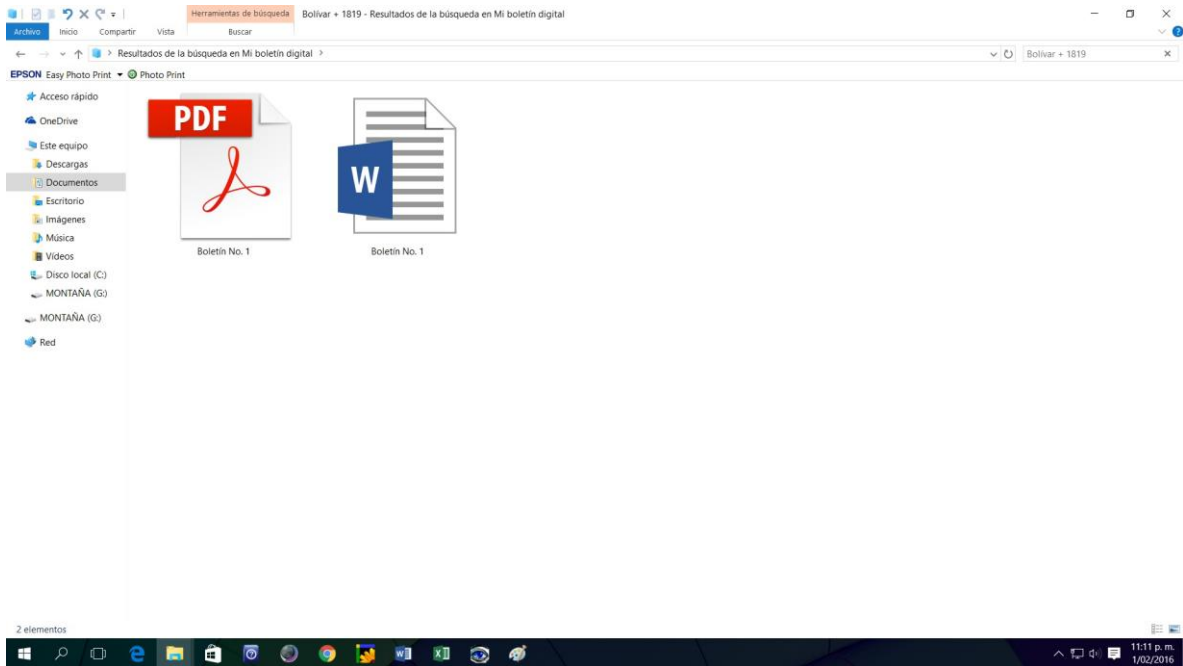 Herramientas de búsqueda
Bolívar + 1819 - Resultados de la búsqueda en Mi boletín digital
Archivo Inicio Compartir Vista Buscar
Resultados de la búsqueda en Mi boletín digital
Bolívar + 1819
EPSON Easy Photo Print Photo Print
Acceso rápido
OneDrive
Este equipo
Descargas
Documentos
Escritorio
Imágenes
Música
Vídeos
Disco local (C:)
MONTAÑA (G:)
MONTAÑA (G:)
Red
PDF
W
Boletín No. 1
Boletín No. 1
2 elementos
11:11 p. m.
1/02/2016